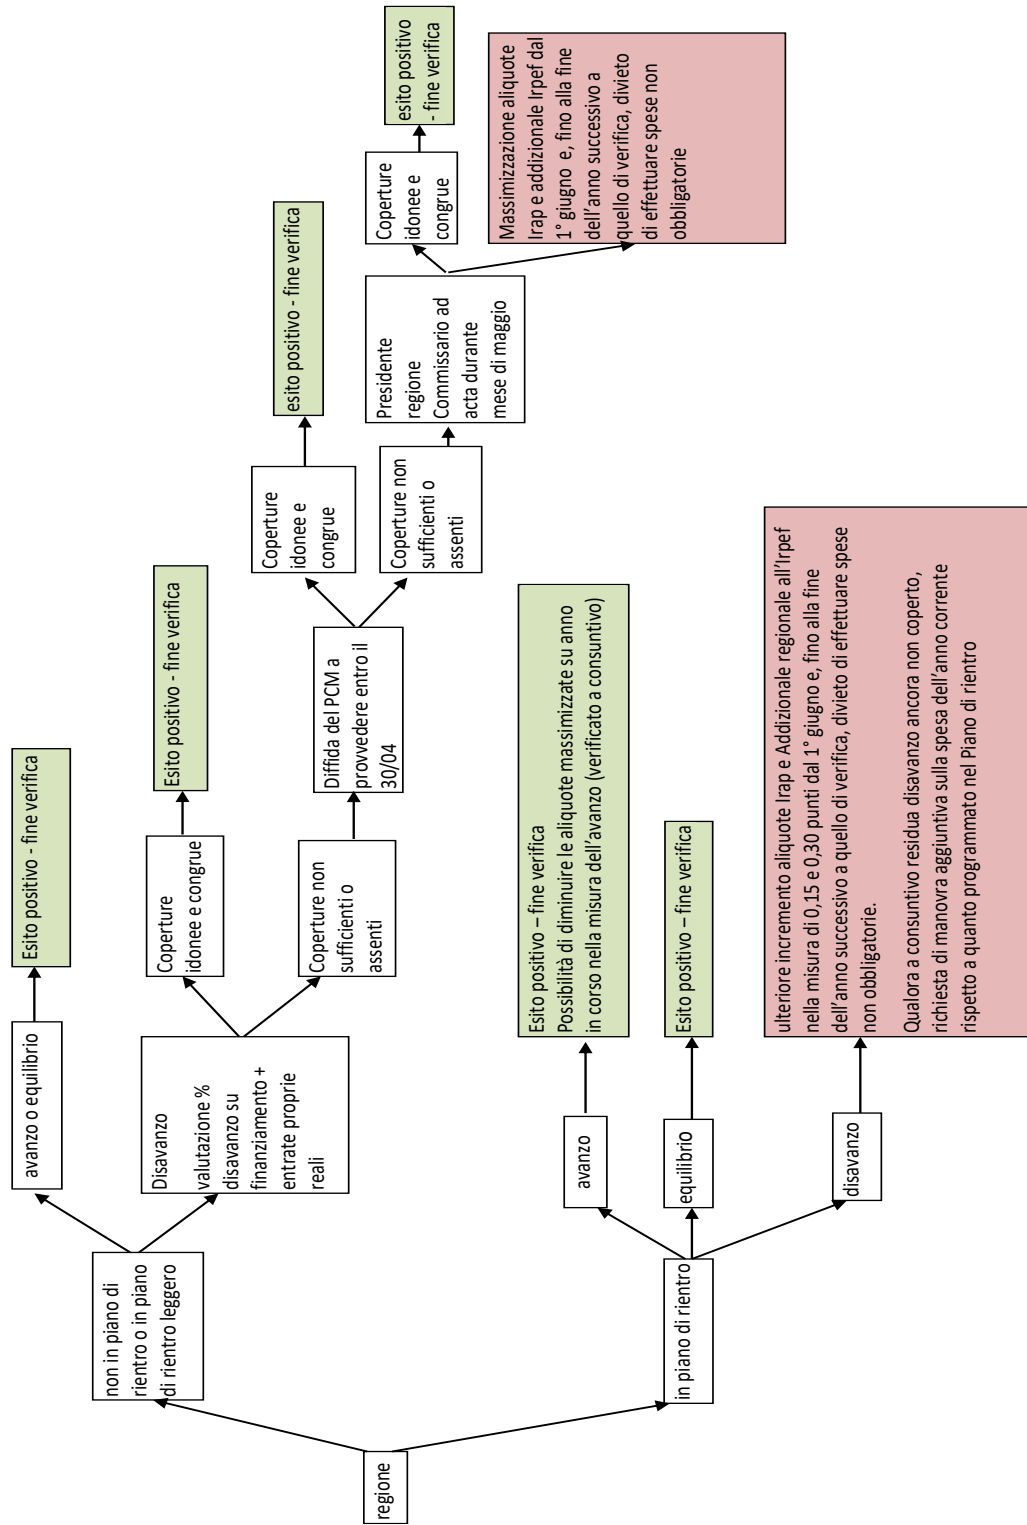 regione
non in piano di
rientro o in piano
di rientro leggero
avanzo o equilibrio
Esito positivo - fine verifica
Disavanzo
valutazione %
disavanzo su
finanziamento +
entrate proprie
reali
Coperture
idonee e congrue
Esito positivo - fine verifica
Coperture non
sufficienti o
assenti
Diffida del PCM a
provvedere entro il
30/04
Coperture
idonee e
congrue
esito positivo - fine verifica
Coperture non
sufficienti o
assenti
Presidente
regione
Commissario ad
acta durante
mese di maggio
Coperture
idonee e
congrue
esito positivo
- fine verifica
Massimizzazione aliquote
Irap e addizionale Irpef dal
1° giugno e, fino alla fine
dell'anno successivo a
quello di verifica, divieto
di effettuare spese non
obbligatorie
in piano di rientro
avanzo
Esito positivo – fine verifica
Possibilità di diminuire le aliquote massimizzate su anno
in corso nella misura dell'avanzo (verificato a consuntivo)
equilibrio
Esito positivo - fine verifica
disavanzo
ulteriore incremento aliquote Irap e Addizionale regionale all'Irpef
nella misura di 0,15 e 0,30 punti dal 1° giugno e, fino alla fine
dell'anno successivo a quello di verifica, divieto di effettuare spese
non obbligatorie.
Qualora a consuntivo residua disavanzo ancora non coperto,
richiesta di manovra aggiuntiva sulla spesa dell'anno corrente
rispetto a quanto programmato nel Piano di rientro